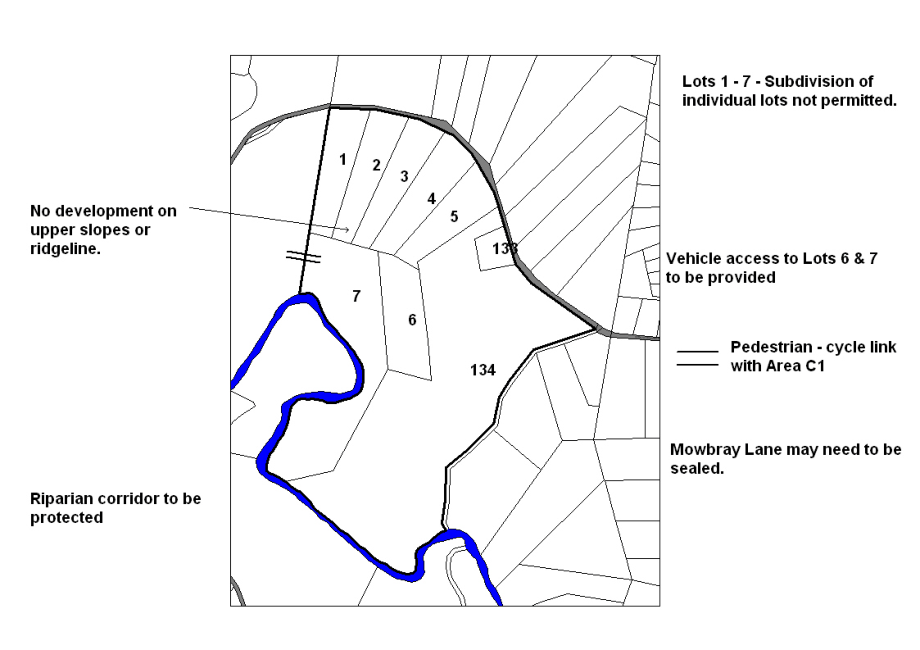 Lots 1 - 7 - Subdivision of
individual lots not permitted.
1
2
3
4
5
No development on
upper slopes or
ridgeline.
133
Vehicle access to Lots 6 & 7
to be provided
7
6
Pedestrian - cycle link
with Area C1
134
Mowbray Lane may need to be
sealed.
Riparian corridor to be
protected